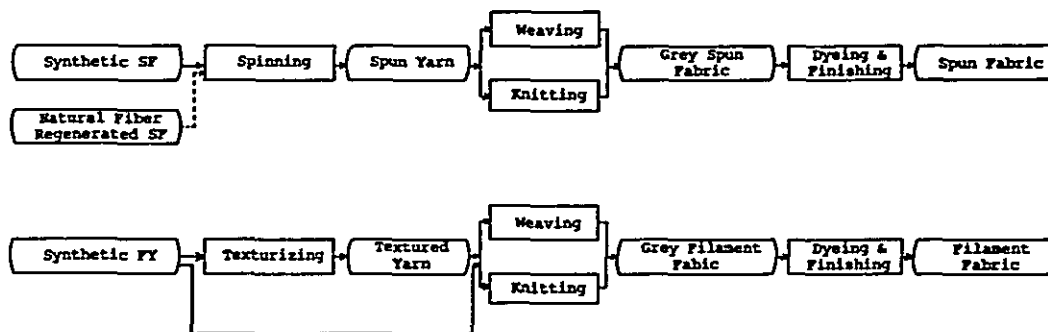 Weaving
Synthetic SF
Spinning
Spun Yarn
Grey Spun
Fabric
Dyeing &
Finishing
Spun Fabric
Knitting
Natural Fiber
Regenerated SF
Weaving
Synthetic FY
Texturizing
Textured
Yarn
Grey Filament
Fabic
Dyeing &
Finishing
Filament
Fabric
Knitting